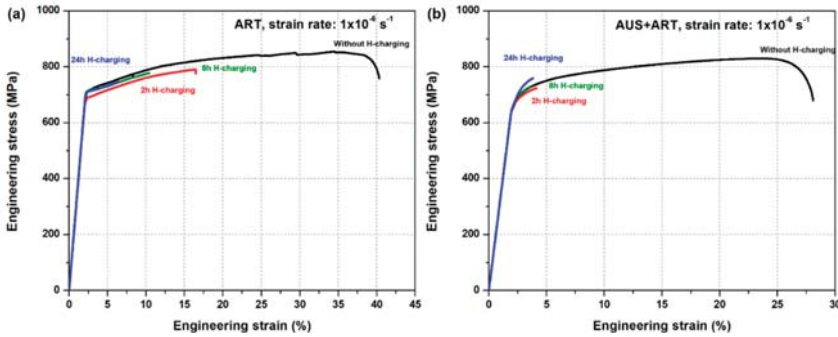 (a)
ART, strain rate: 1x10⁻⁶ s⁻¹
Without H-charging
24h H-charging
8h H-charging
2h H-charging
1000
800
600
400
200
0
Engineering stress (MPa)
0 5 10 15 20 25 30 35 40 45
Engineering strain (%)
(b)
AUS+ART, strain rate: 1x10⁻⁶ s⁻¹
Without H-charging
24h H-charging
8h H-charging
2h H-charging
1000
800
600
400
200
0
Engineering stress (MPa)
0 5 10 15 20 25 30
Engineering strain (%)